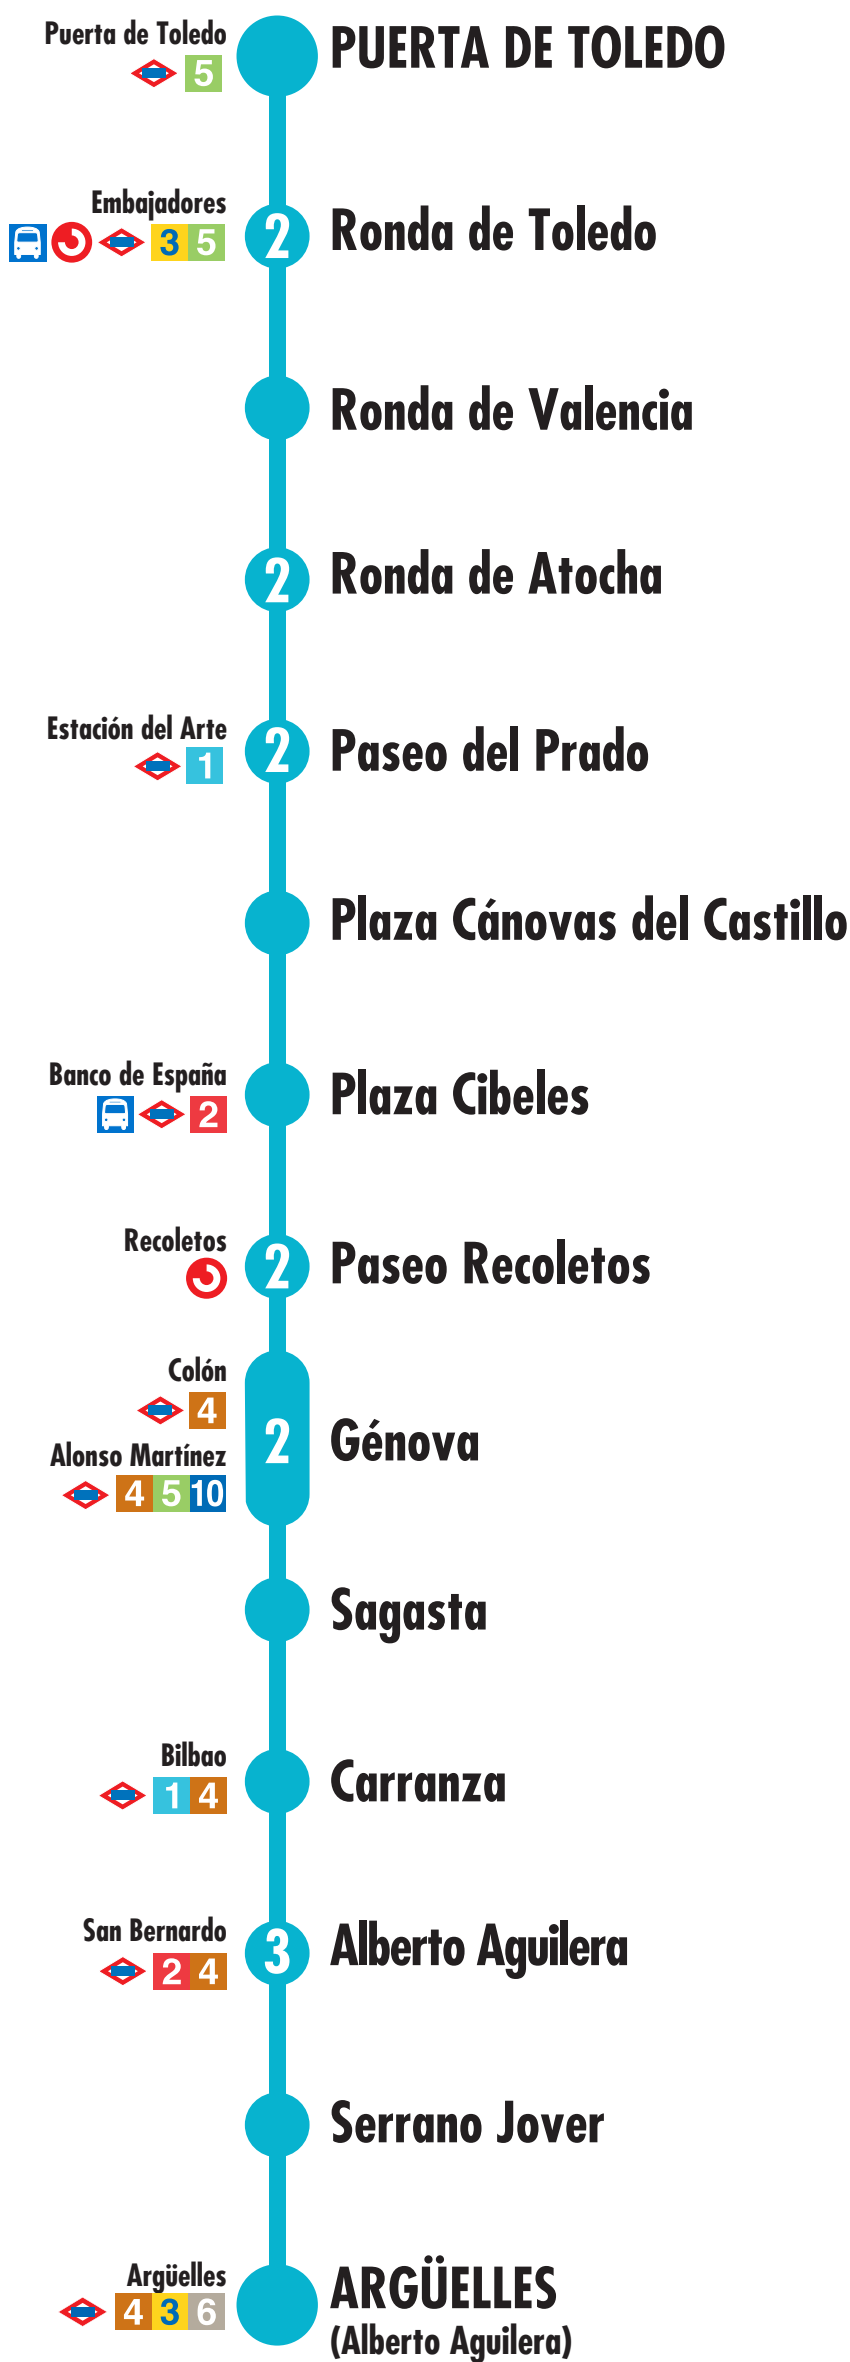 Puerta de Toledo
5
PUERTA DE TOLEDO
Embajadores
3 5
2
Ronda de Toledo
Ronda de Valencia
2
Ronda de Atocha
Estación del Arte
1
2
Paseo del Prado
Plaza Cánovas del Castillo
Banco de España
2
Plaza Cibeles
Recoletos
2
Paseo Recoletos
Colón
4
Alonso Martínez
4 5 10
2
Génova
Sagasta
Bilbao
1 4
Carranza
San Bernardo
2 4
3
Alberto Aguilera
Serrano Jover
Argüelles
4 3 6
ARGÜELLES
(Alberto Aguilera)